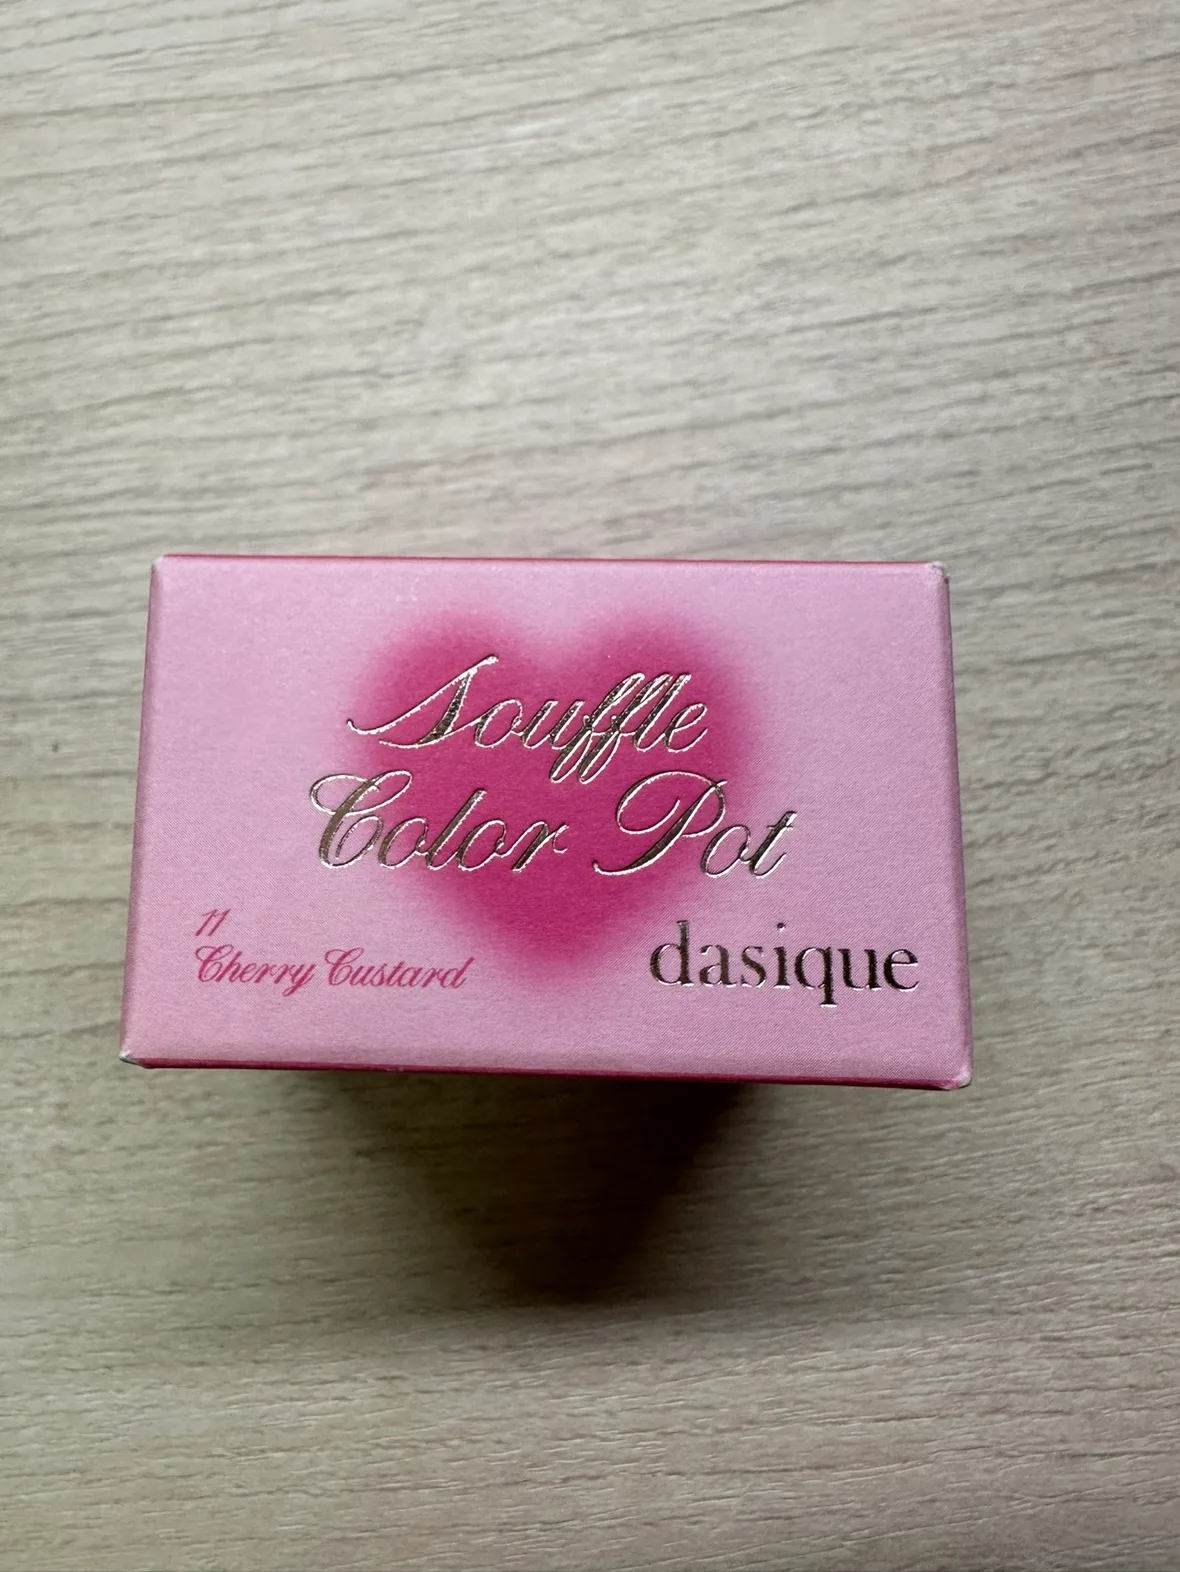 Souffle
Color Pot
11
Cherry Custard
dasique